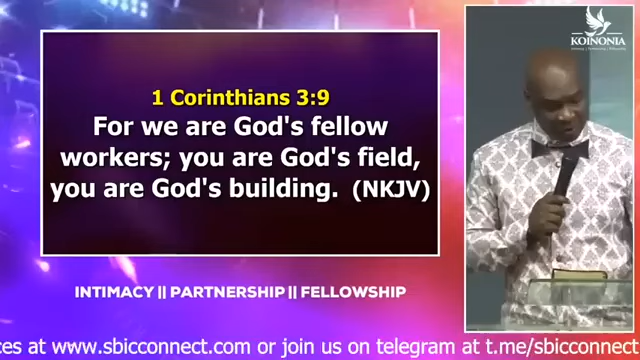 1 Corinthians 3:9
For we are God's fellow
workers; you are God's field,
you are God's building. (NKJV)
KOINONIA
INTIMACY || PARTNERSHIP || FELLOWSHIP
ces at www.sbicconnect.com or join us on telegram at t.me/sbicconnect